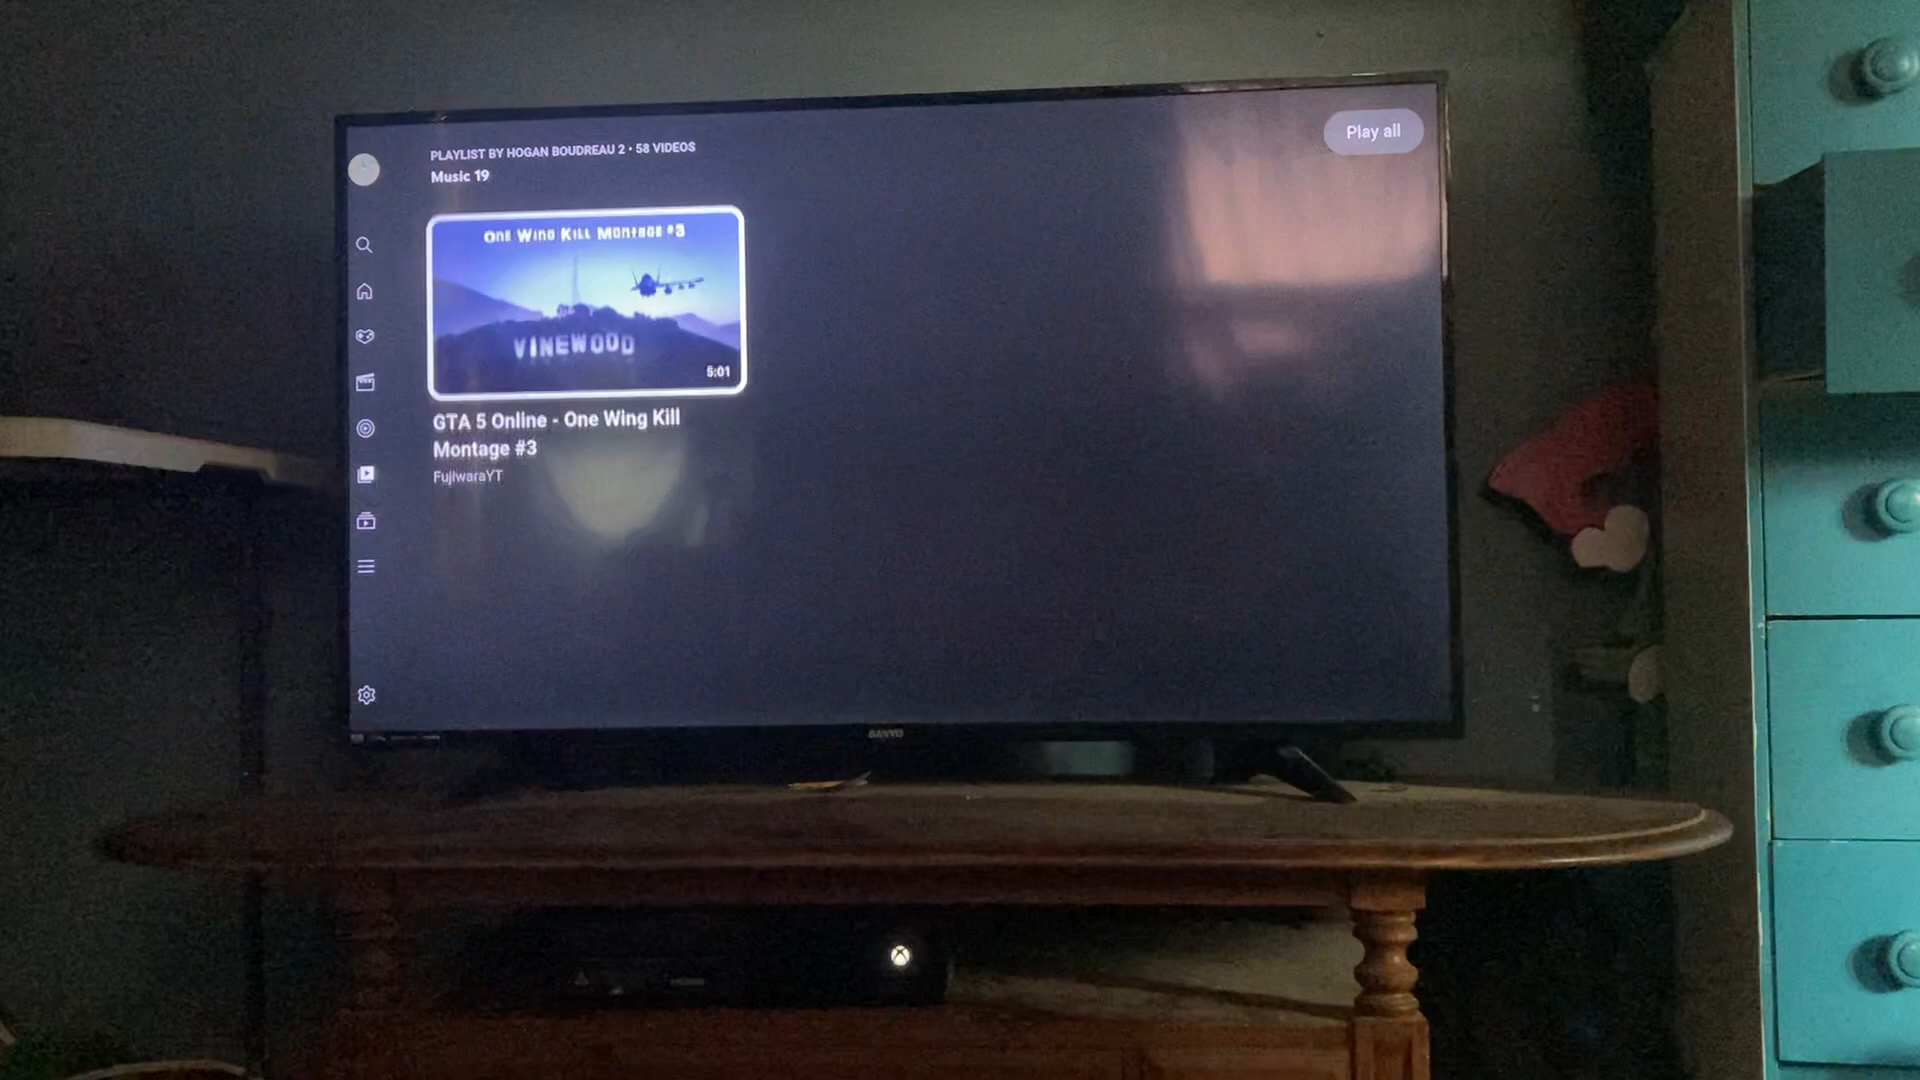 PLAYLIST BY HOGAN BOUDREAU 2 • 58 VIDEOS
Music 19
Play all
One Wing Kill Montage #3
VINEWOOD
5:01
GTA 5 Online - One Wing Kill
Montage #3
FujiwaraYT
SANYO